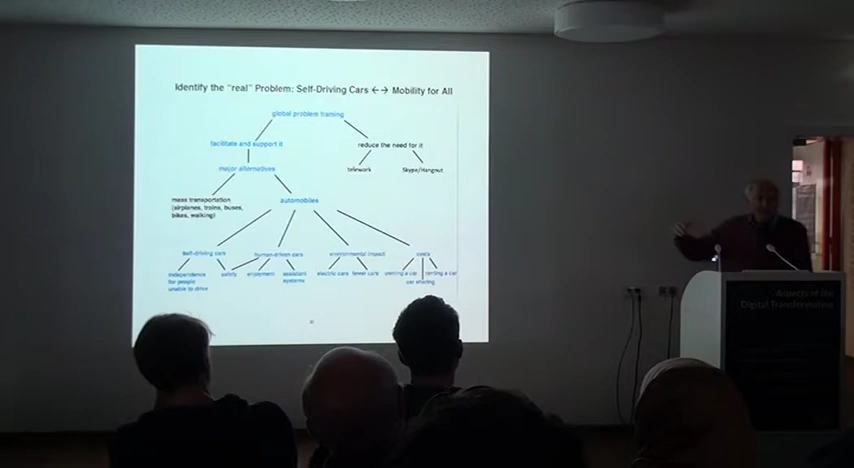 Identify the "real" Problem: Self-Driving Cars ←→ Mobility for All
global problem framing
facilitate and support it
reduce the need for it
major alternatives
telework
Skype/Hangout
mass transportation
(airplanes, trains, buses,
bikes, walking)
automobiles
self-driving cars
human-driven cars
environmental impact
costs
independence
for people
unable to drive
safety
enjoyment
assistant
systems
electric cars
fewer cars
owning a car
renting a car
car sharing
Aspects of the
Digital Transformation